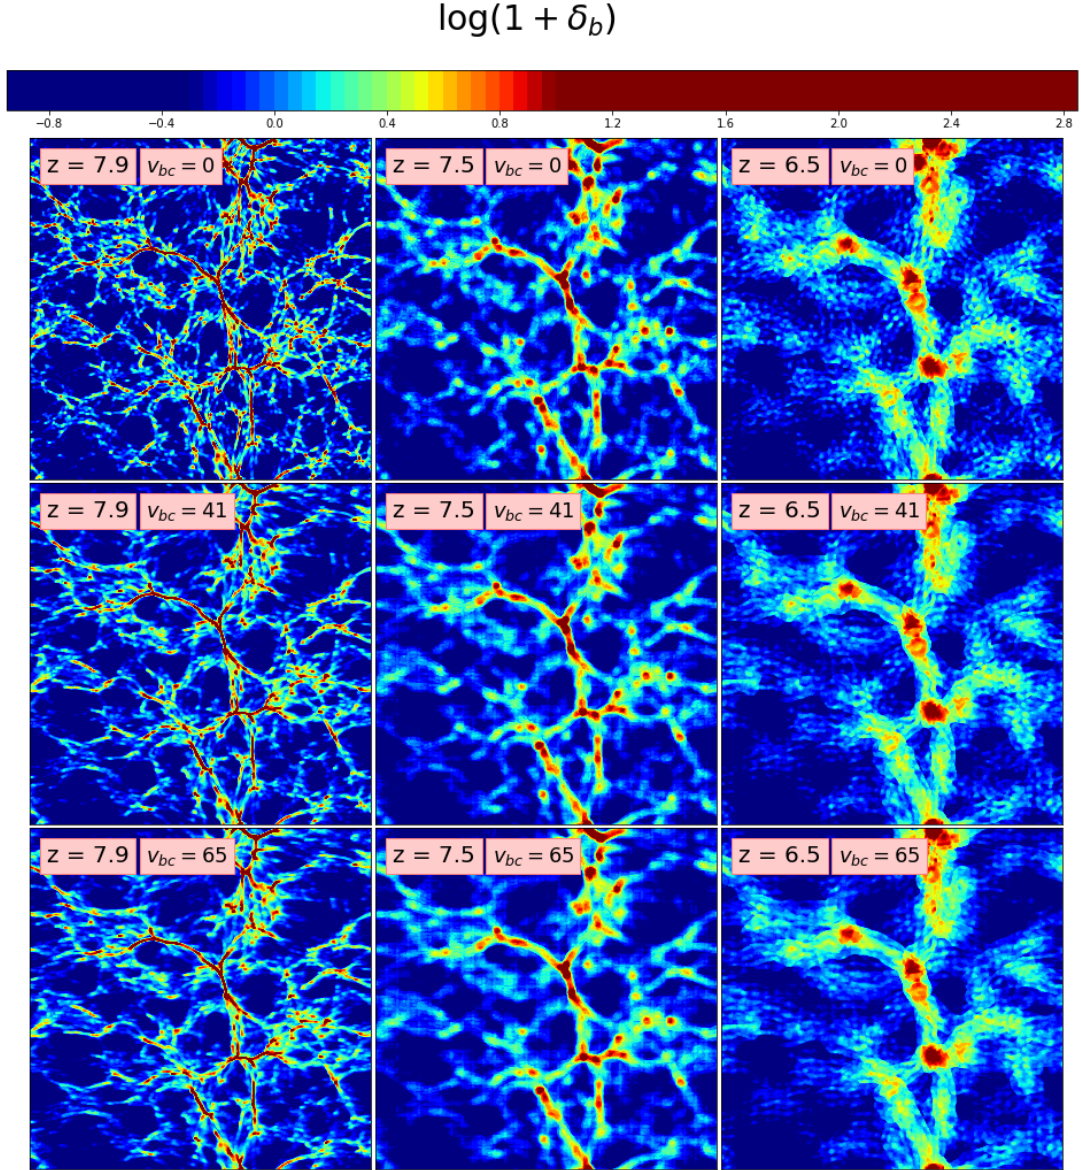 log(1 + δ_b)
−0.8 −0.4 0.0 0.4 0.8 1.2 1.6 2.0 2.4 2.8
z = 7.9 v_bc = 0 z = 7.5 v_bc = 0 z = 6.5 v_bc = 0
z = 7.9 v_bc = 41 z = 7.5 v_bc = 41 z = 6.5 v_bc = 41
z = 7.9 v_bc = 65 z = 7.5 v_bc = 65 z = 6.5 v_bc = 65